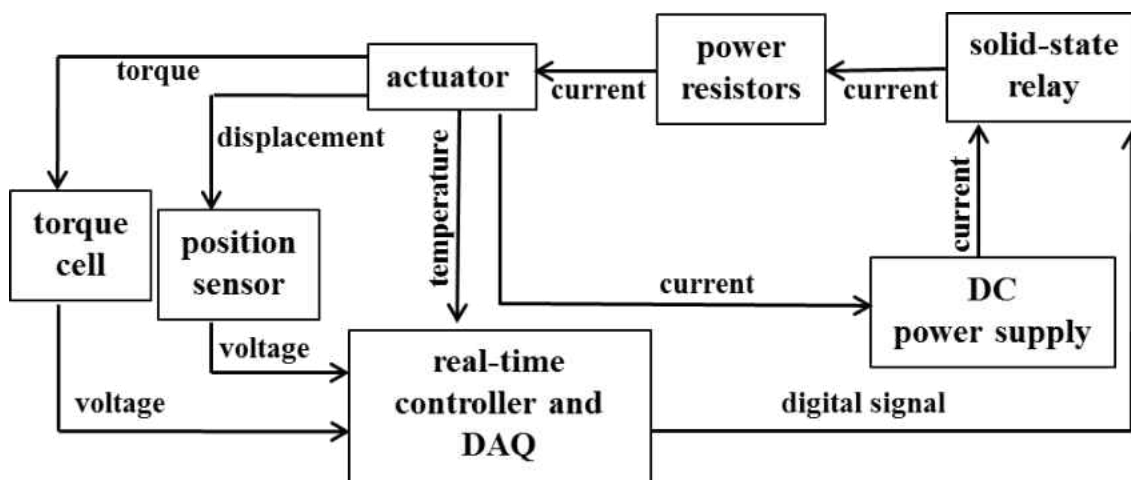 torque
actuator
current
power
resistors
current
solid-state
relay
displacement
temperature
current
torque
cell
position
sensor
current
DC
power supply
voltage
real-time
controller and
DAQ
voltage
digital signal